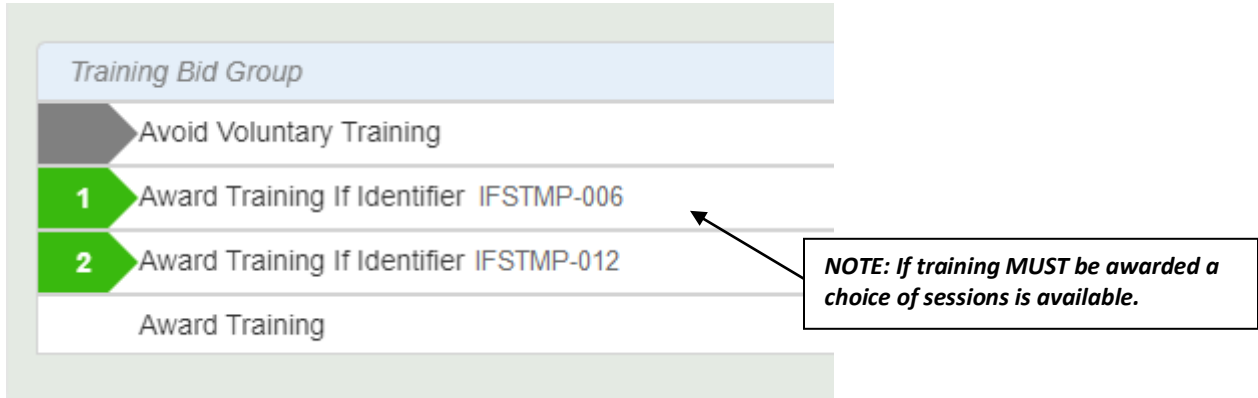 Training Bid Group
Avoid Voluntary Training
1 Award Training If Identifier IFSTMP-006
2 Award Training If Identifier IFSTMP-012
Award Training
NOTE: If training MUST be awarded a
choice of sessions is available.